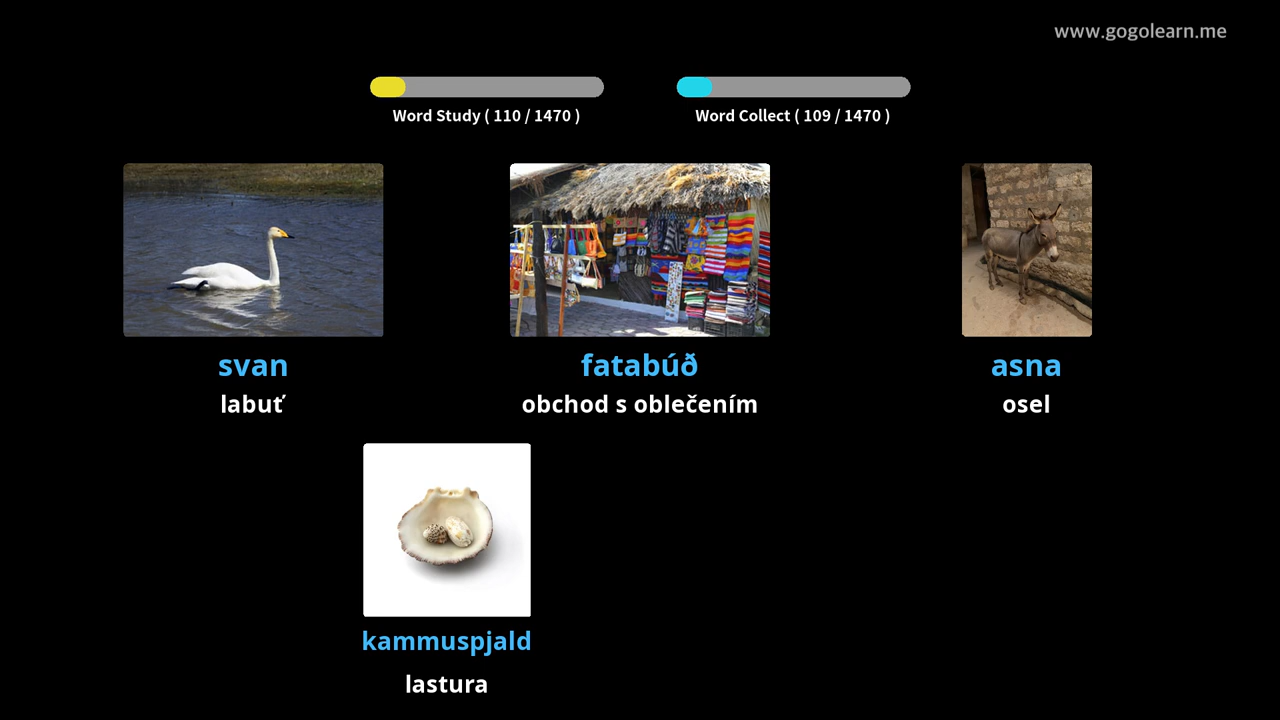 www.gogolearn.me
Word Study ( 110 / 1470 )
Word Collect ( 109 / 1470 )
svan
labuť
fatabúð
obchod s oblečením
asna
osel
kammuspjald
lastura